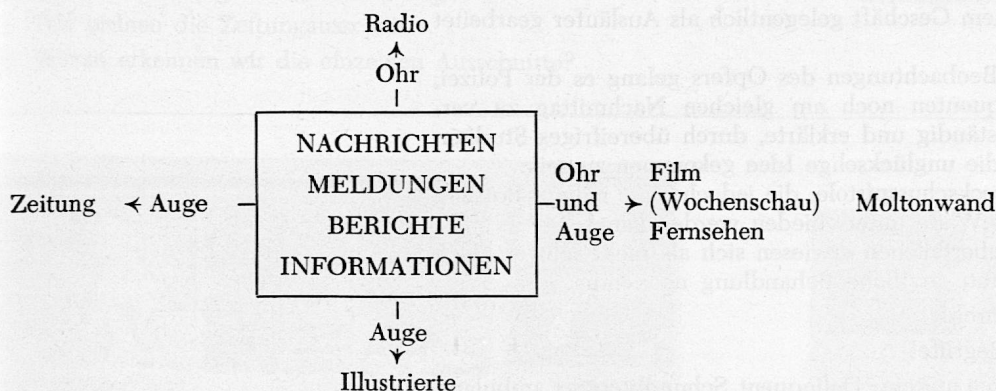 Radio
Ohr
NACHRICHTEN
MELDUNGEN
BERICHTE
INFORMATIONEN
Zeitung
Auge
Ohr
und
Auge
Film
(Wochenschau)
Fernsehen
Moltonwand
Auge
Illustrierte